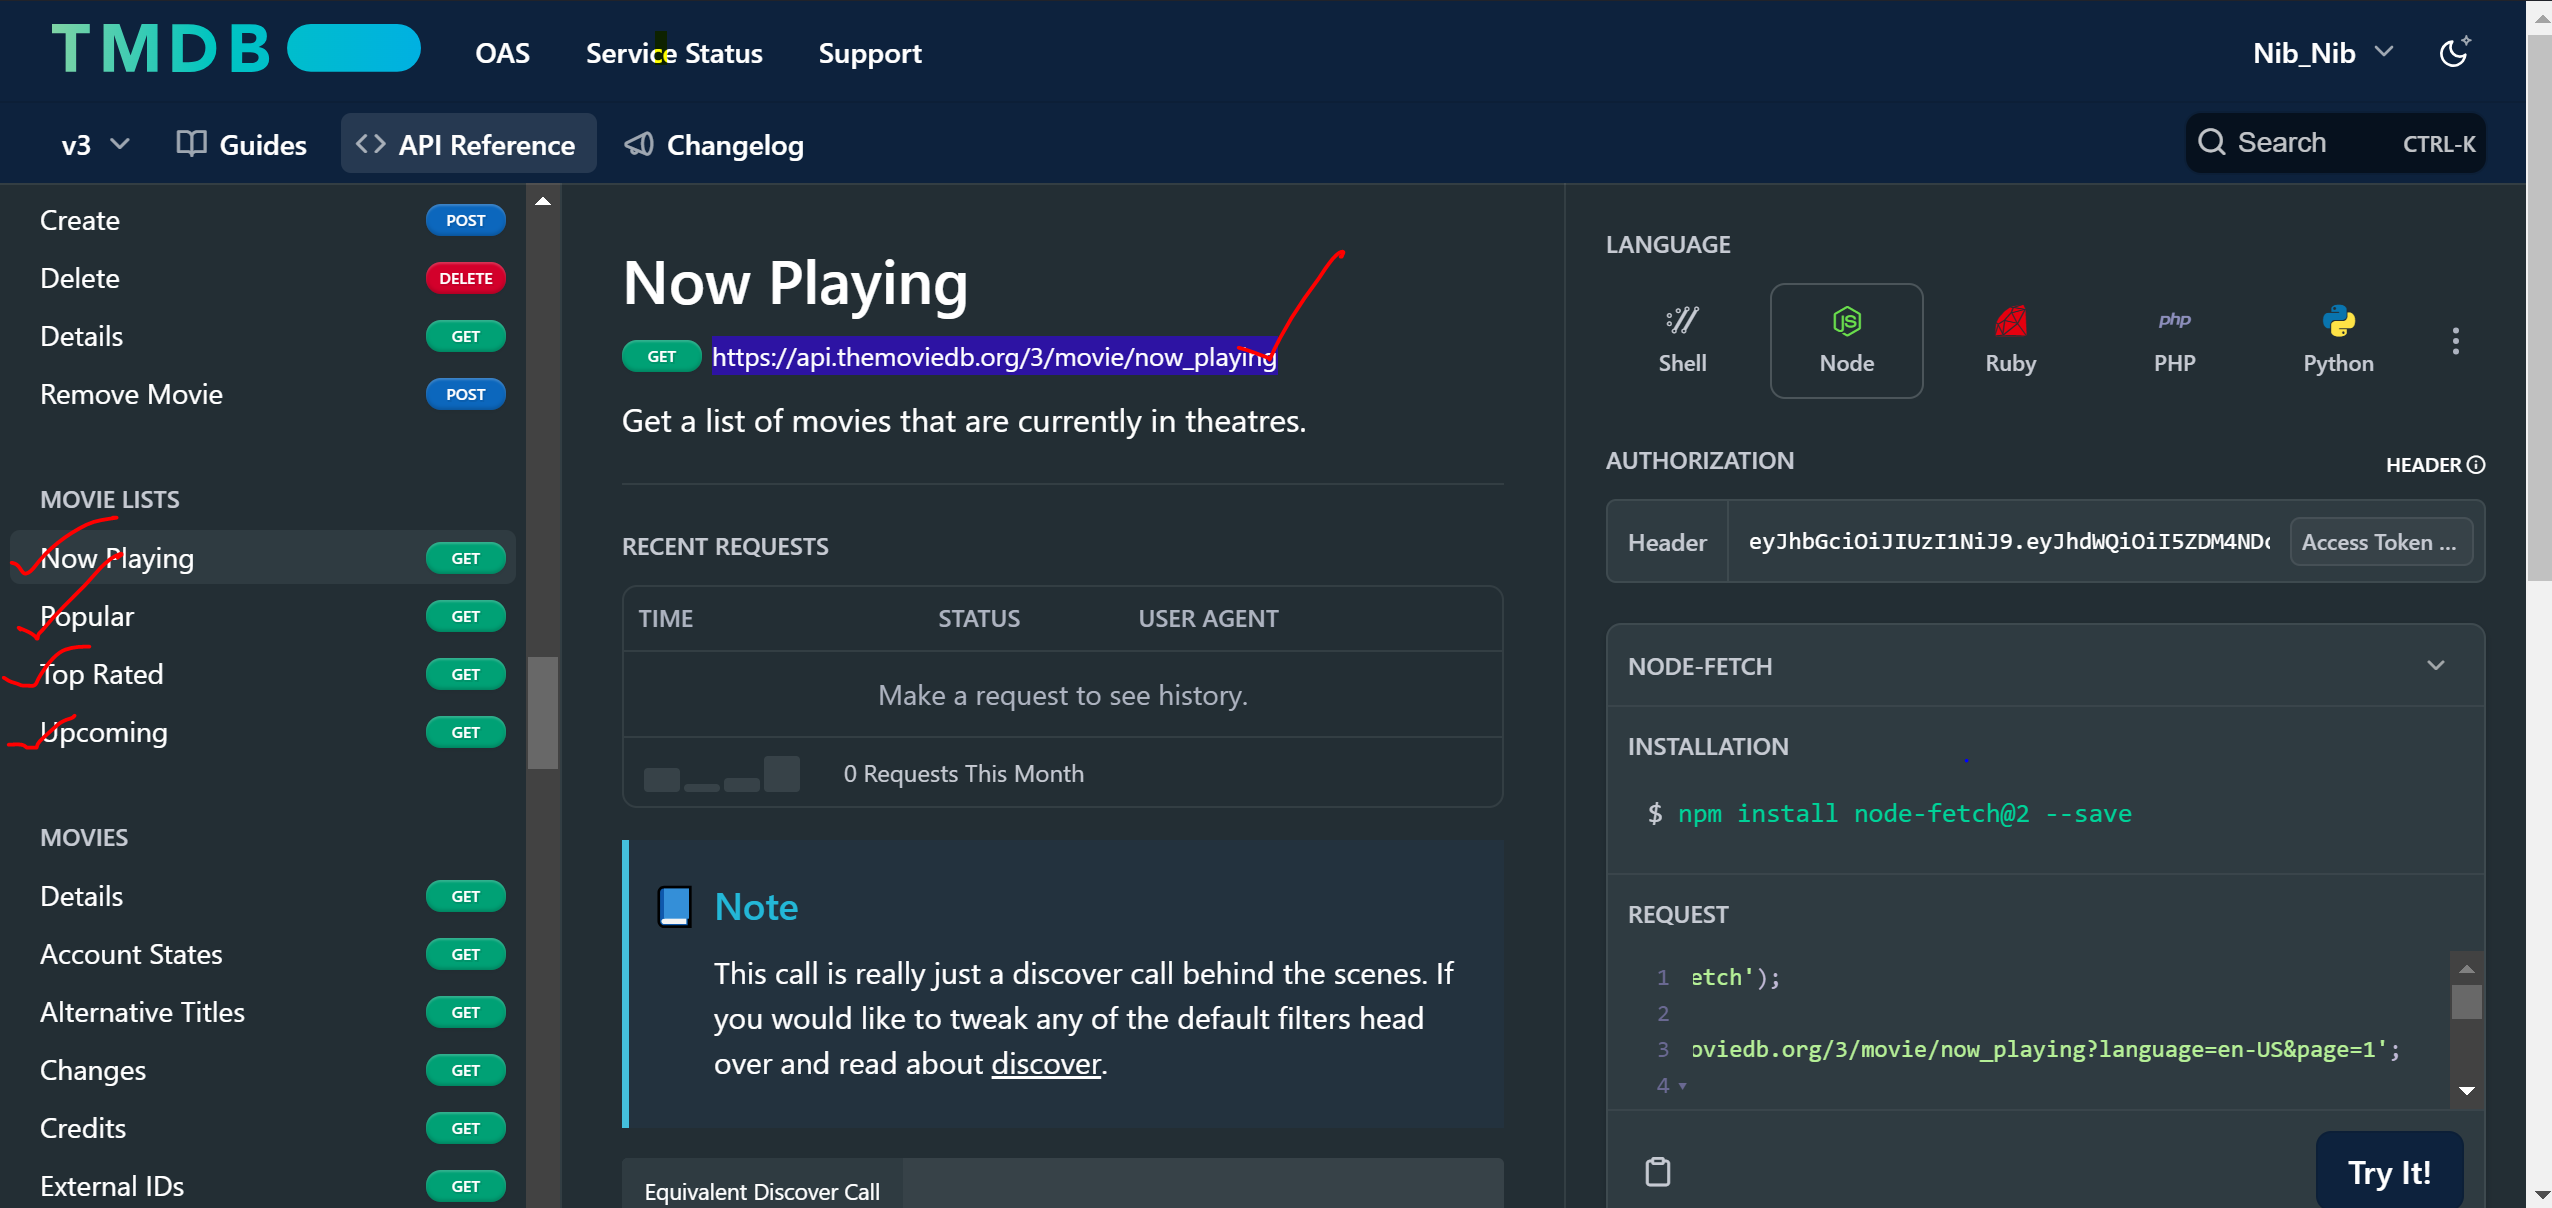 TMDB
OAS
Service Status
Support
Nib_Nib
v3
Guides
<> API Reference
Changelog
Search
CTRL-K
Create POST
Delete DELETE
Details GET
Remove Movie POST
MOVIE LISTS
Now Playing GET
Popular GET
Top Rated GET
Upcoming GET
MOVIES
Details GET
Account States GET
Alternative Titles GET
Changes GET
Credits GET
External IDs GET
Now Playing
GET https://api.themoviedb.org/3/movie/now_playing
Get a list of movies that are currently in theatres.
RECENT REQUESTS
TIME STATUS USER AGENT
Make a request to see history.
0 Requests This Month
Note
This call is really just a discover call behind the scenes. If
you would like to tweak any of the default filters head
over and read about discover.
Equivalent Discover Call
LANGUAGE
Shell
JS
Node
Ruby
php
PHP
Python
AUTHORIZATION
HEADER
Header eyJhbGciOiJIUzI1NiJ9.eyJhdWQiOiI5ZDM4NDc Access Token ...
NODE-FETCH
INSTALLATION
$ npm install node-fetch@2 --save
REQUEST
1 etch');
2
3 oviedb.org/3/movie/now_playing?language=en-US&page=1';
4
Try It!